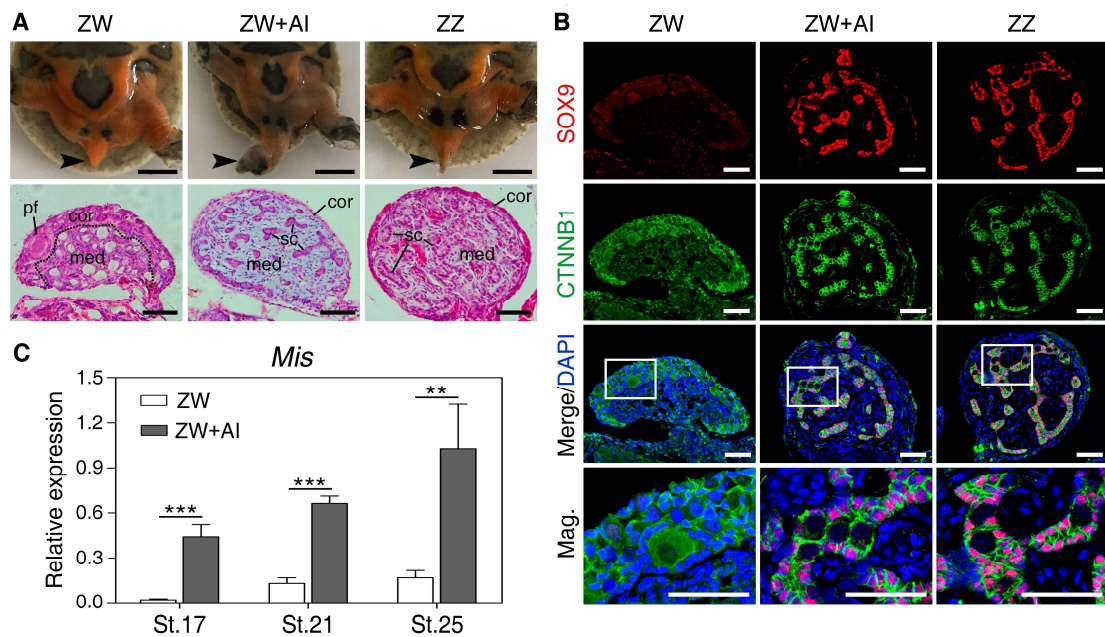 A
ZW
ZW+AI
ZZ
pf
cor
med
cor
sc
med
cor
sc
med
B
ZW
ZW+AI
ZZ
SOX9
CTNNB1
Merge/DAPI
Mag.
C
Mis
Relative expression
1.5
1.2
0.9
0.6
0.3
0.0
ZW
ZW+AI
***
***
**
St.17
St.21
St.25